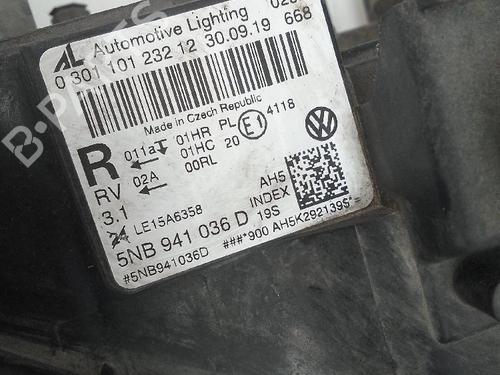 AL Automotive Lighting
0 301 101 232 12 30.09.19 668
Made in Czech Republic
R 011a 01HR PL E1 4118
RV 02A 01HC 20
3.1 00RL
LE15A6358
AH5
INDEX
19S
5NB 941 036 D
#5NB941036D
###*900 AH5K292139$*
B-PARTS